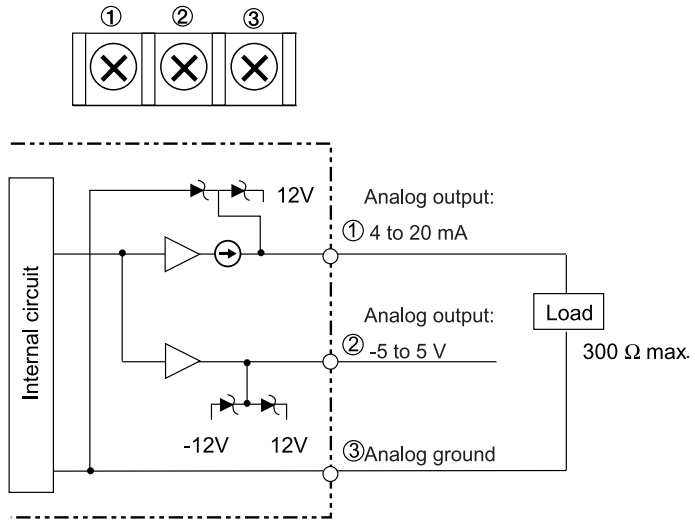 ① ② ③
12V
Analog output:
① 4 to 20 mA
Load
300 Ω max.
Internal circuit
Analog output:
② -5 to 5 V
-12V 12V
③Analog ground